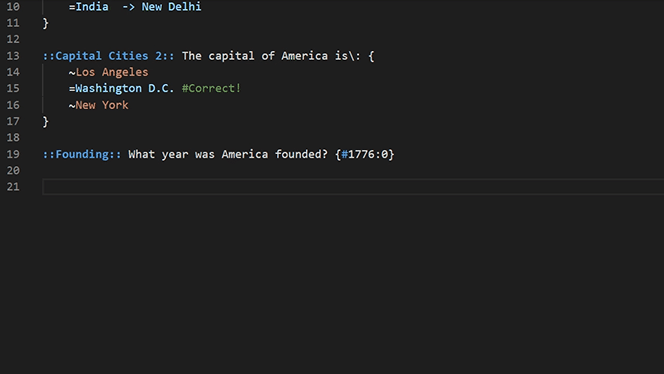 10 =India  -> New Delhi
11 }
12
13 ::Capital Cities 2:: The capital of America is\: {
14 ~Los Angeles
15 =Washington D.C. #Correct!
16 ~New York
17 }
18
19 ::Founding:: What year was America founded? {#1776:0}
20
21